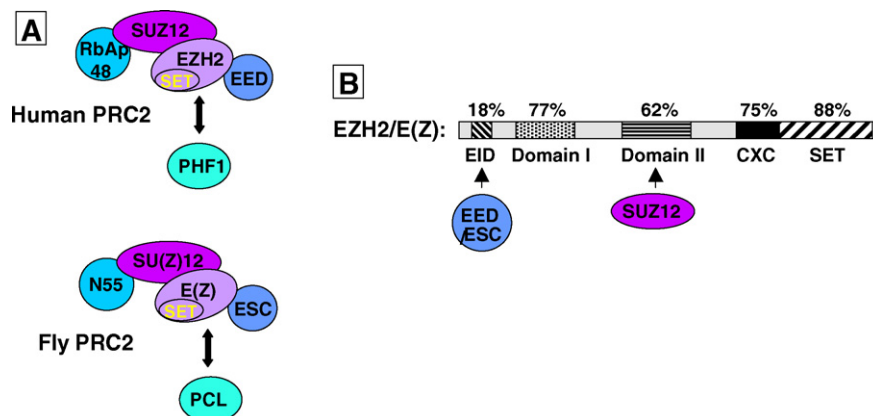 A
SUZ12
RbAp
48
EZH2
SET
EED
Human PRC2
PHF1
SU(Z)12
N55
E(Z)
SET
ESC
Fly PRC2
PCL
B
18% 77% 62% 75% 88%
EZH2/E(Z):
EID Domain I Domain II CXC SET
EED
/ESC
SUZ12